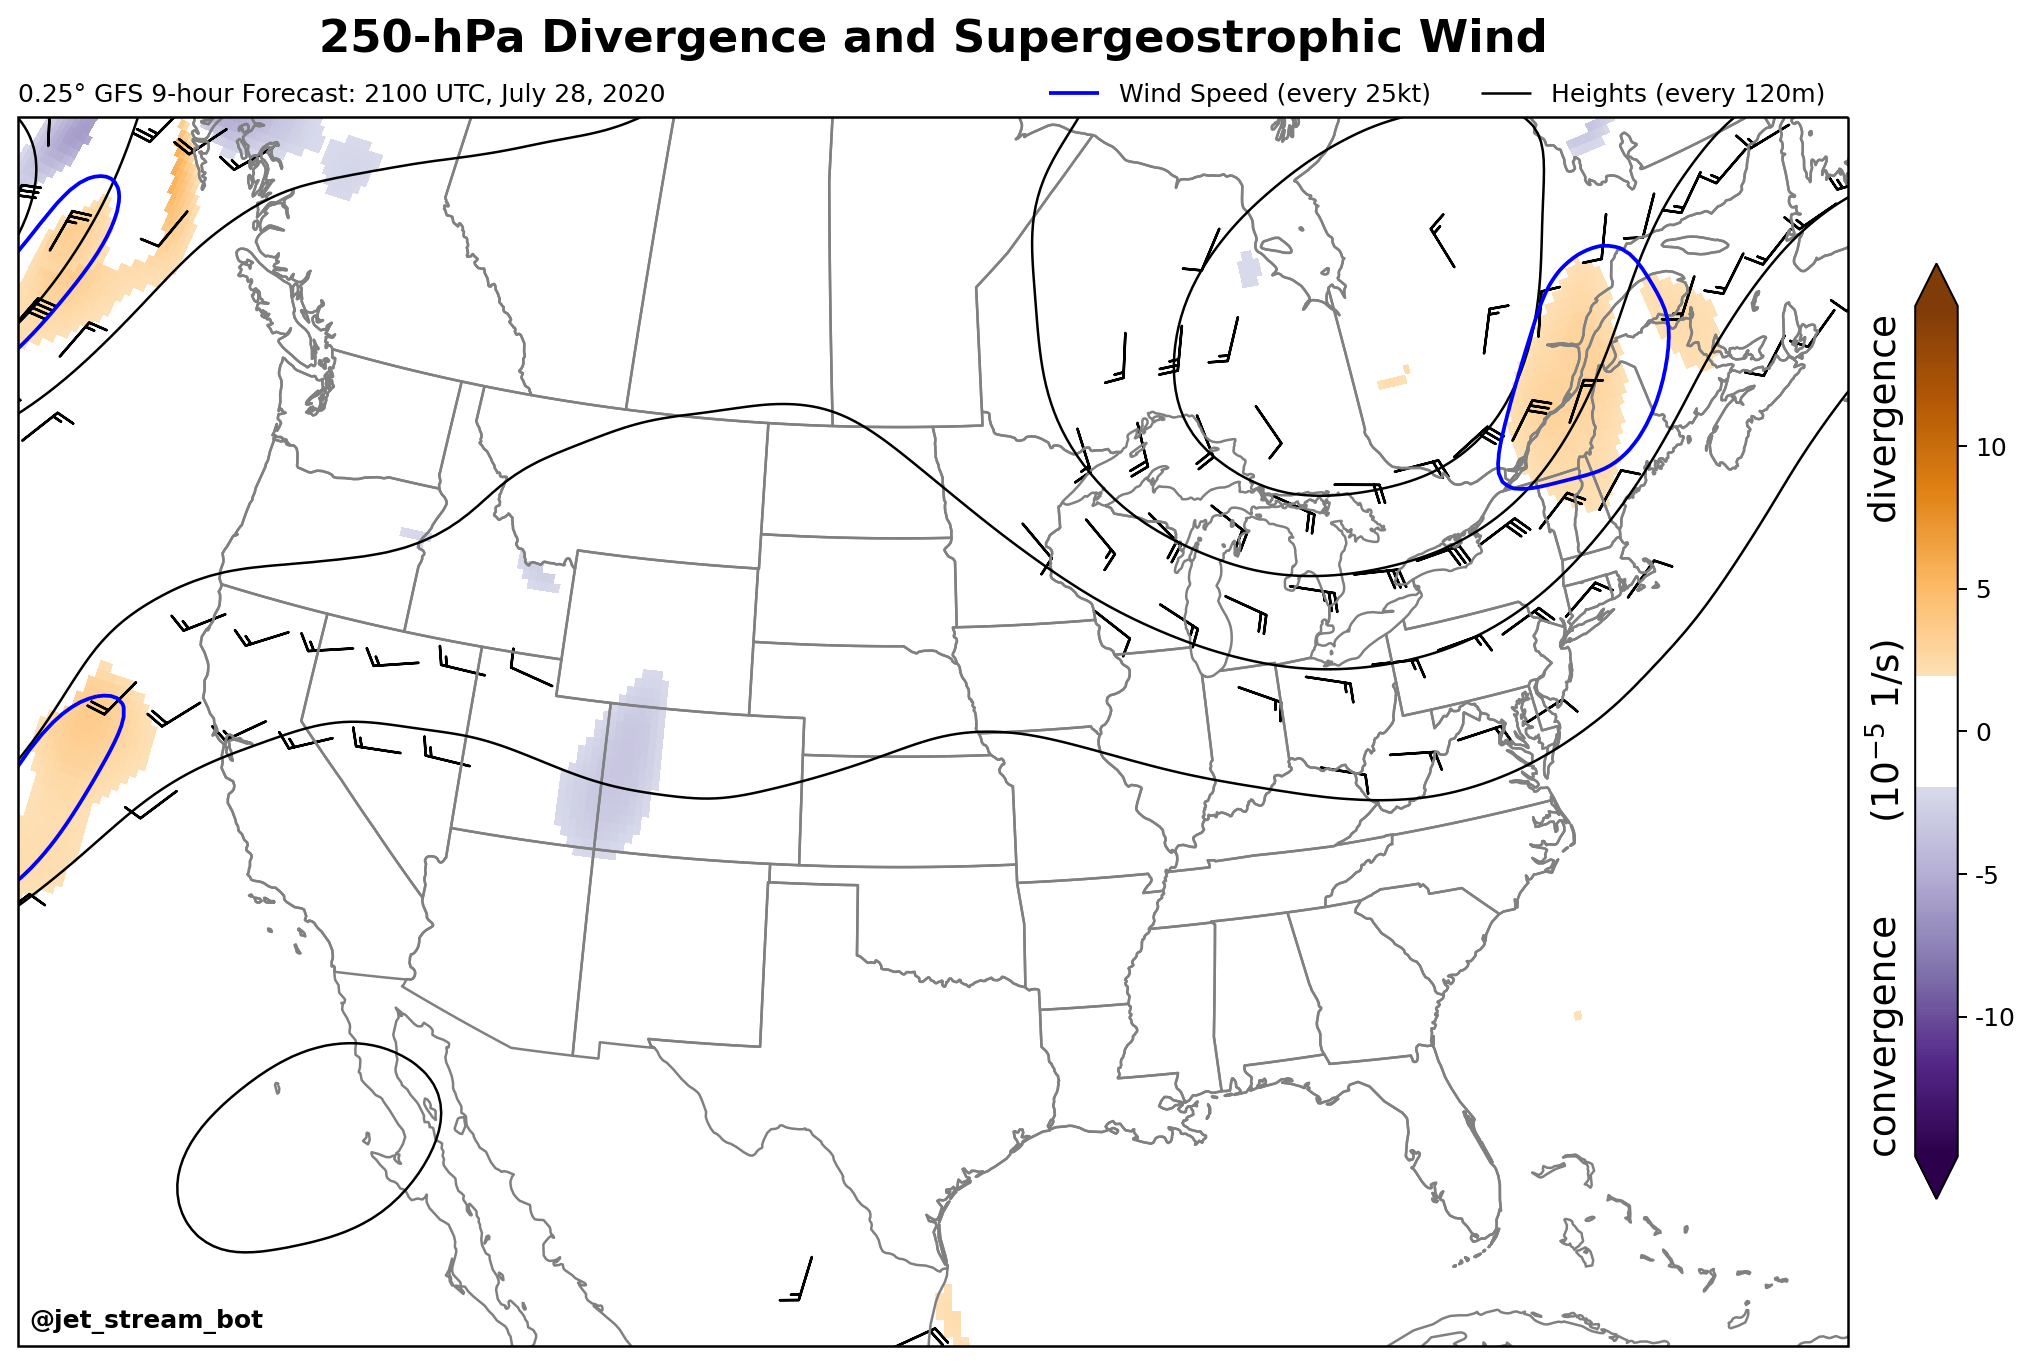 250-hPa Divergence and Supergeostrophic Wind
0.25° GFS 9-hour Forecast: 2100 UTC, July 28, 2020
Wind Speed (every 25kt)
Heights (every 120m)
10
5
0
-5
-10
convergence (10⁻⁵ 1/s) divergence
@jet_stream_bot